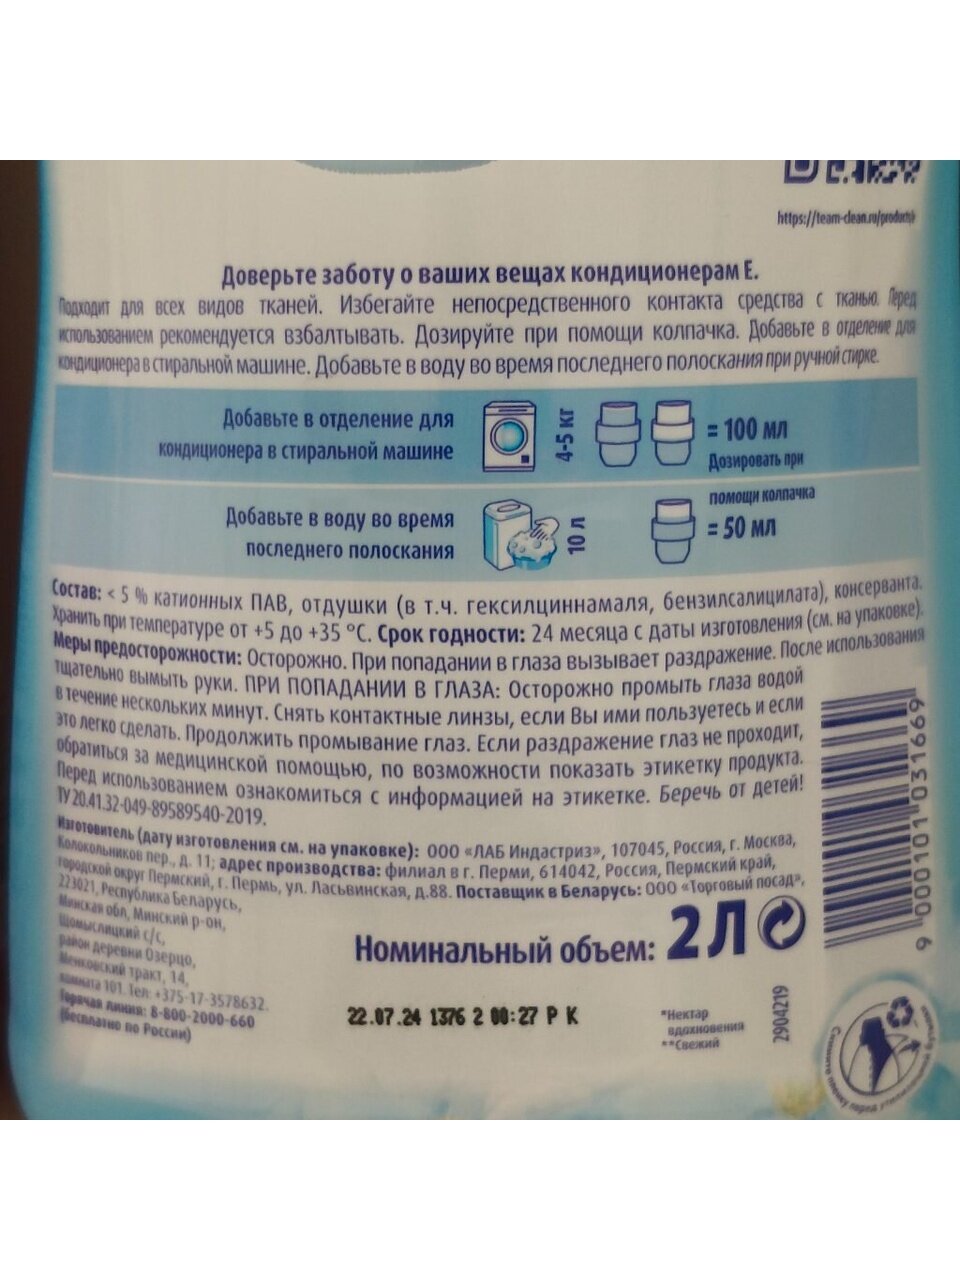 https://team-clean.ru/products/e
Доверьте заботу о ваших вещах кондиционерам Е.
Подходит для всех видов тканей. Избегайте непосредственного контакта средства с тканью. Перед
использованием рекомендуется взбалтывать. Дозируйте при помощи колпачка. Добавьте в отделение для
кондиционера в стиральной машине. Добавьте в воду во время последнего полоскания при ручной стирке.
Добавьте в отделение для
кондиционера в стиральной машине
4-5 кг
= 100 мл
Дозировать при
помощи колпачка
Добавьте в воду во время
последнего полоскания
10 л
= 50 мл
Состав: < 5 % катионных ПАВ, отдушки (в т.ч. гексилциннамаля, бензилсалицилата), консерванта.
Хранить при температуре от +5 до +35 °C. Срок годности: 24 месяца с даты изготовления (см. на упаковке).
Меры предосторожности: Осторожно. При попадании в глаза вызывает раздражение. После использования
тщательно вымыть руки. ПРИ ПОПАДАНИИ В ГЛАЗА: Осторожно промыть глаза водой
в течение нескольких минут. Снять контактные линзы, если Вы ими пользуетесь и если
это легко сделать. Продолжить промывание глаз. Если раздражение глаз не проходит,
обратиться за медицинской помощью, по возможности показать этикетку продукта.
Перед использованием ознакомиться с информацией на этикетке. Беречь от детей!
ТУ 20.41.32-049-89589540-2019.
Изготовитель (дату изготовления см. на упаковке): ООО «ЛАБ Индастриз», 107045, Россия, г. Москва,
Колокольников пер., д. 11; адрес производства: филиал в г. Перми, 614042, Россия, Пермский край,
городской округ Пермский, г. Пермь, ул. Ласьвинская, д.88. Поставщик в Беларусь: ООО «Торговый посад»,
223021, Республика Беларусь,
Минская обл, Минский р-он,
Щомыслицкий с/с,
район деревни Озерцо,
Менковский тракт, 14,
комната 101. Тел: +375-17-3578632.
Горячая линия: 8-800-2000-660
(бесплатно по России)
Номинальный объем: 2 Л
22.07.24 1376 2 00:27 Р К
*Нектар
вдохновения
**Свежий
2904219
9 000101 031669
Снимите плёнку перед утилизацией флакона